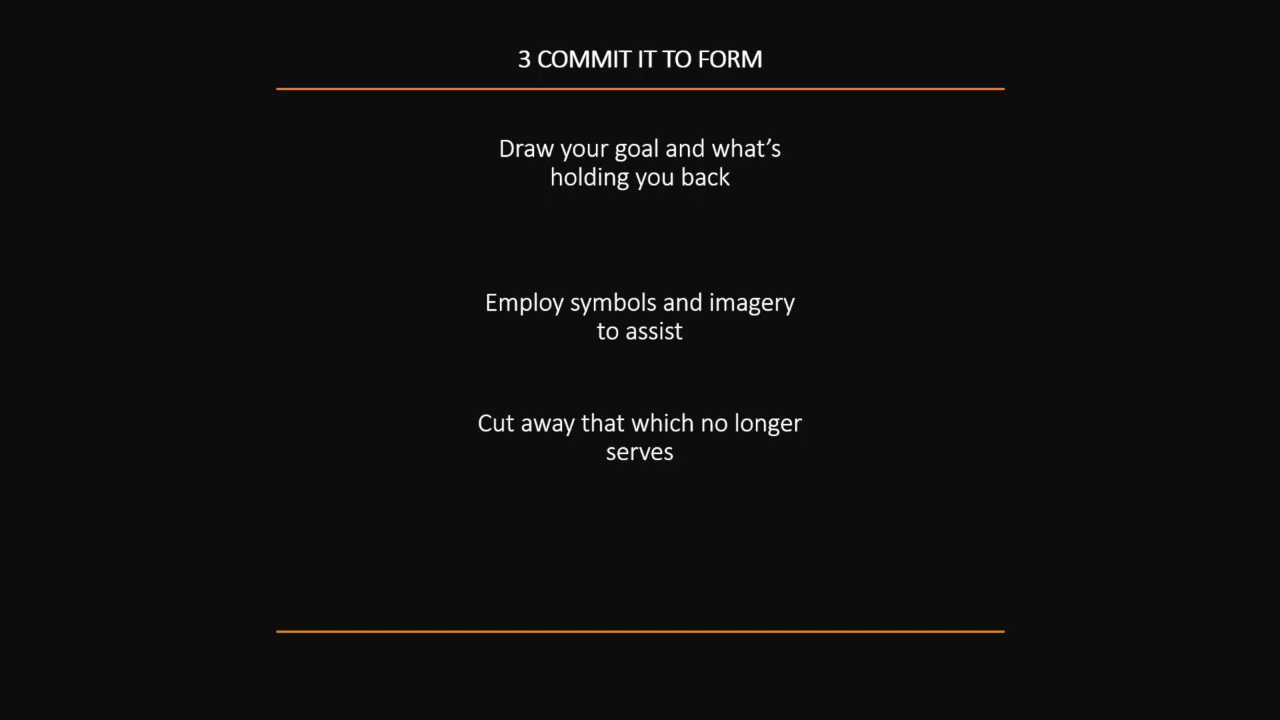 3 COMMIT IT TO FORM
Draw your goal and what’s
holding you back
Employ symbols and imagery
to assist
Cut away that which no longer
serves